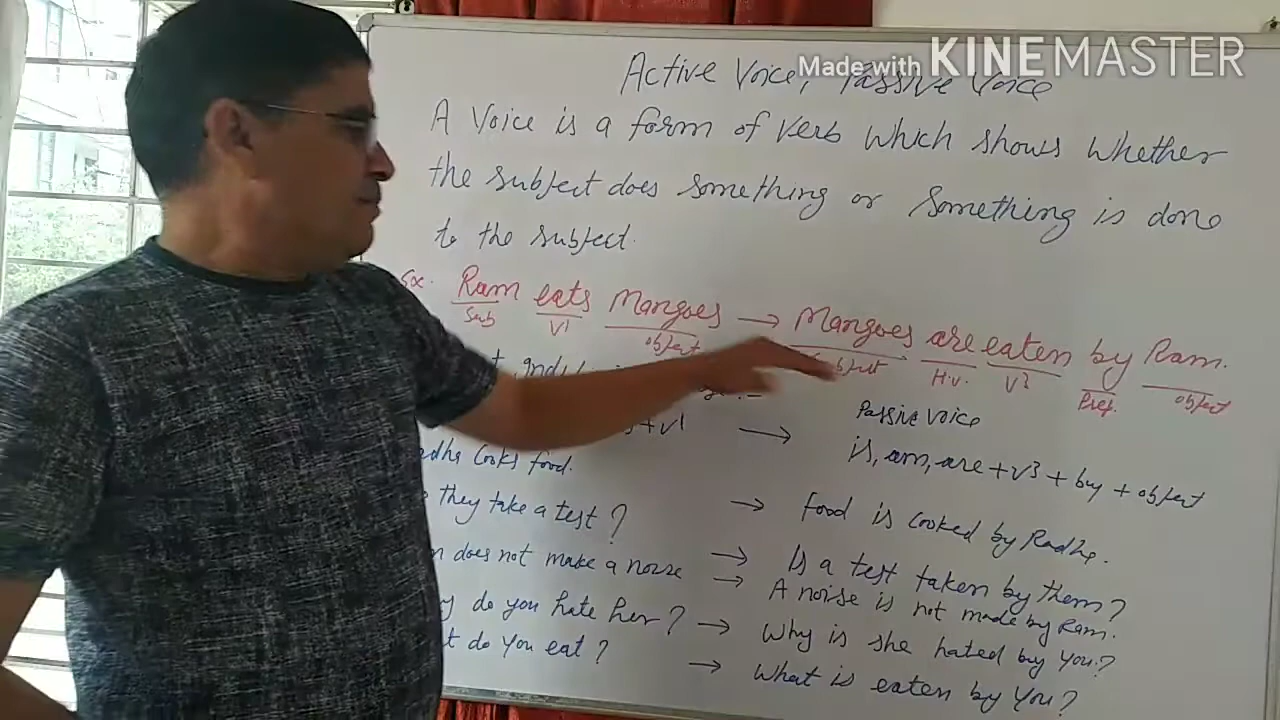 Active Voice, Passive Voice
Made with KINEMASTER
A Voice is a form of verb which shows whether
the subject does something or something is done
to the subject.
Ex. Ram eats Mangoes → Mangoes are eaten by Ram.
Sub V1 object H.v. V3 Prep. object
Passive voice
+V1 → is, am, are + V3 + buy + object
cooks food.
→ Food is cooked by Radha.
they take a test?
→ Is a test taken by them?
does not make a noise → A noise is not made by Ram.
do you hate her? → Why is she hated by you?
do you eat? → What is eaten by you?